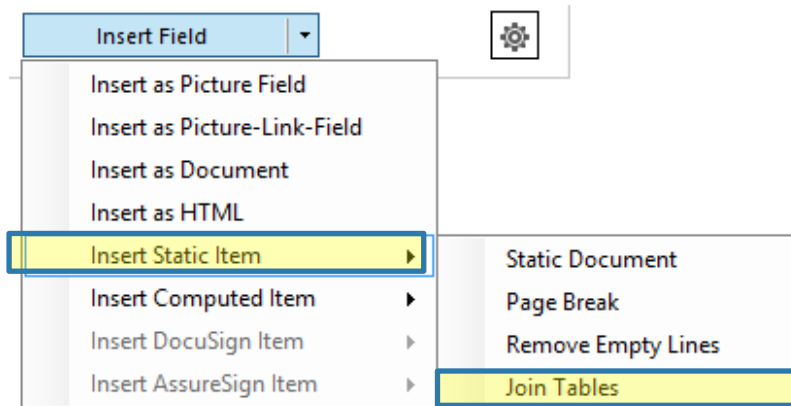 Insert Field
Insert as Picture Field
Insert as Picture-Link-Field
Insert as Document
Insert as HTML
Insert Static Item
Insert Computed Item
Insert DocuSign Item
Insert AssureSign Item
Static Document
Page Break
Remove Empty Lines
Join Tables